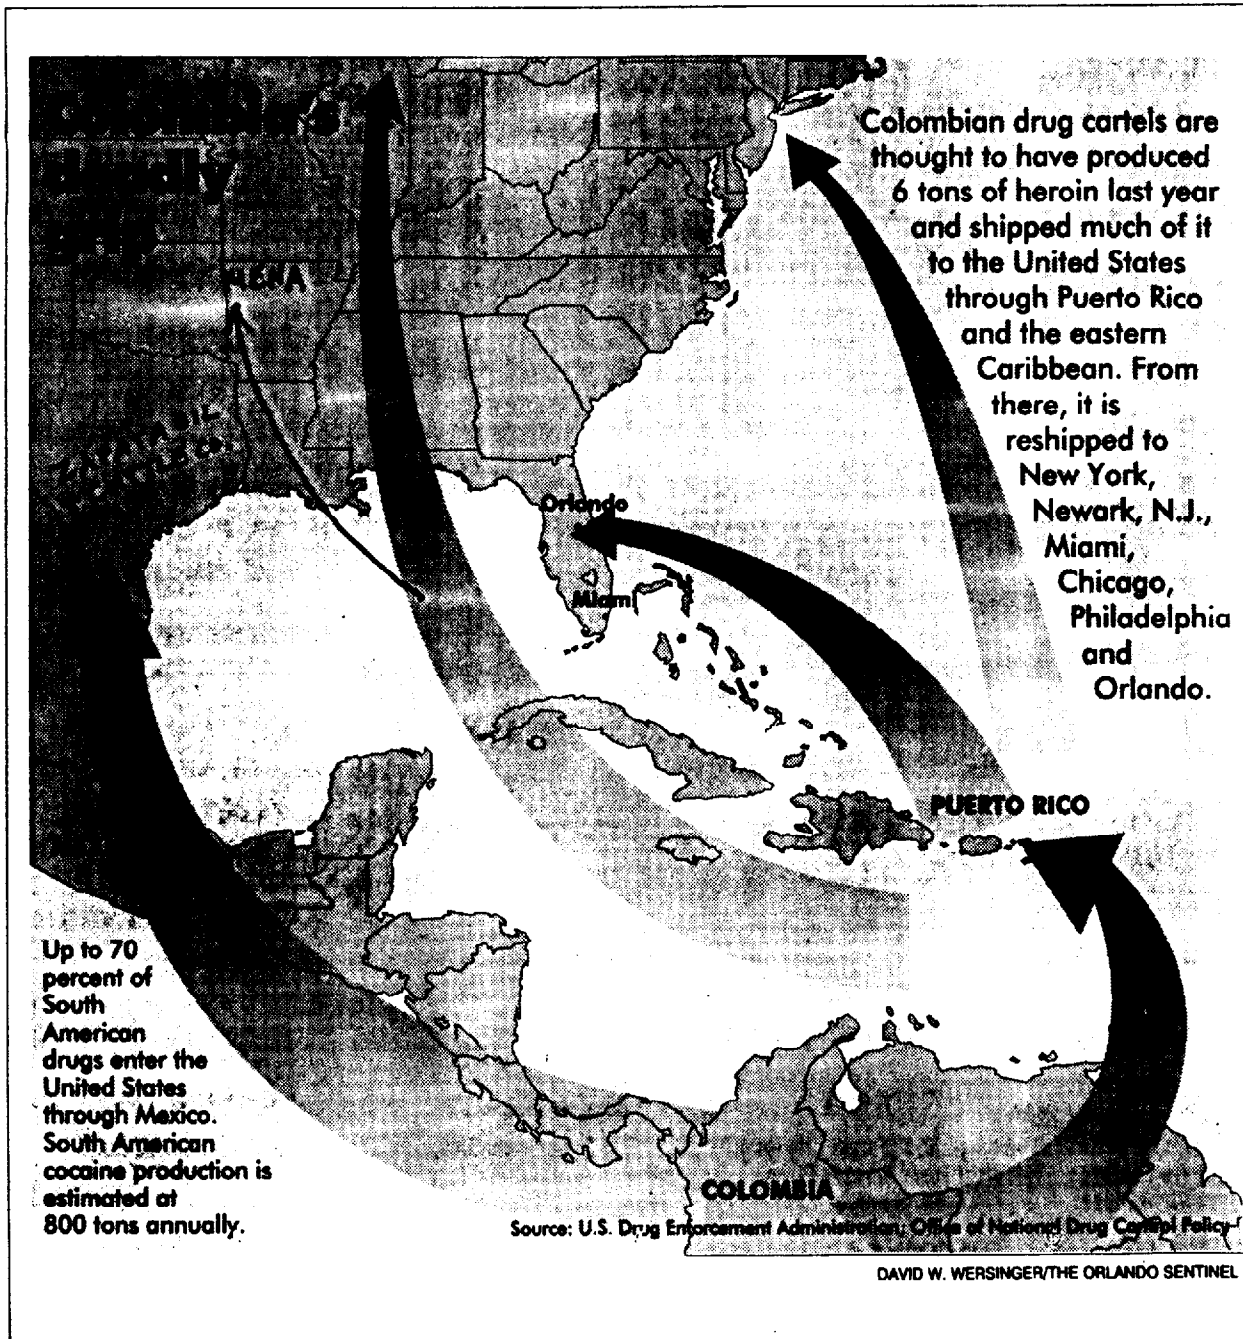 Colombia's
deadly
grip
MENA
Colombian drug cartels are
thought to have produced
6 tons of heroin last year
and shipped much of it
to the United States
through Puerto Rico
and the eastern
Caribbean. From
there, it is
reshipped to
New York,
Newark, N.J.,
Miami,
Chicago,
Philadelphia
and
Orlando.
Orlando
Miami
PUERTO RICO
Up to 70
percent of
South
American
drugs enter the
United States
through Mexico.
South American
cocaine production is
estimated at
800 tons annually.
COLOMBIA
Source: U.S. Drug Enforcement Administration, Office of National Drug Control Policy
DAVID W. WERSINGER/THE ORLANDO SENTINEL